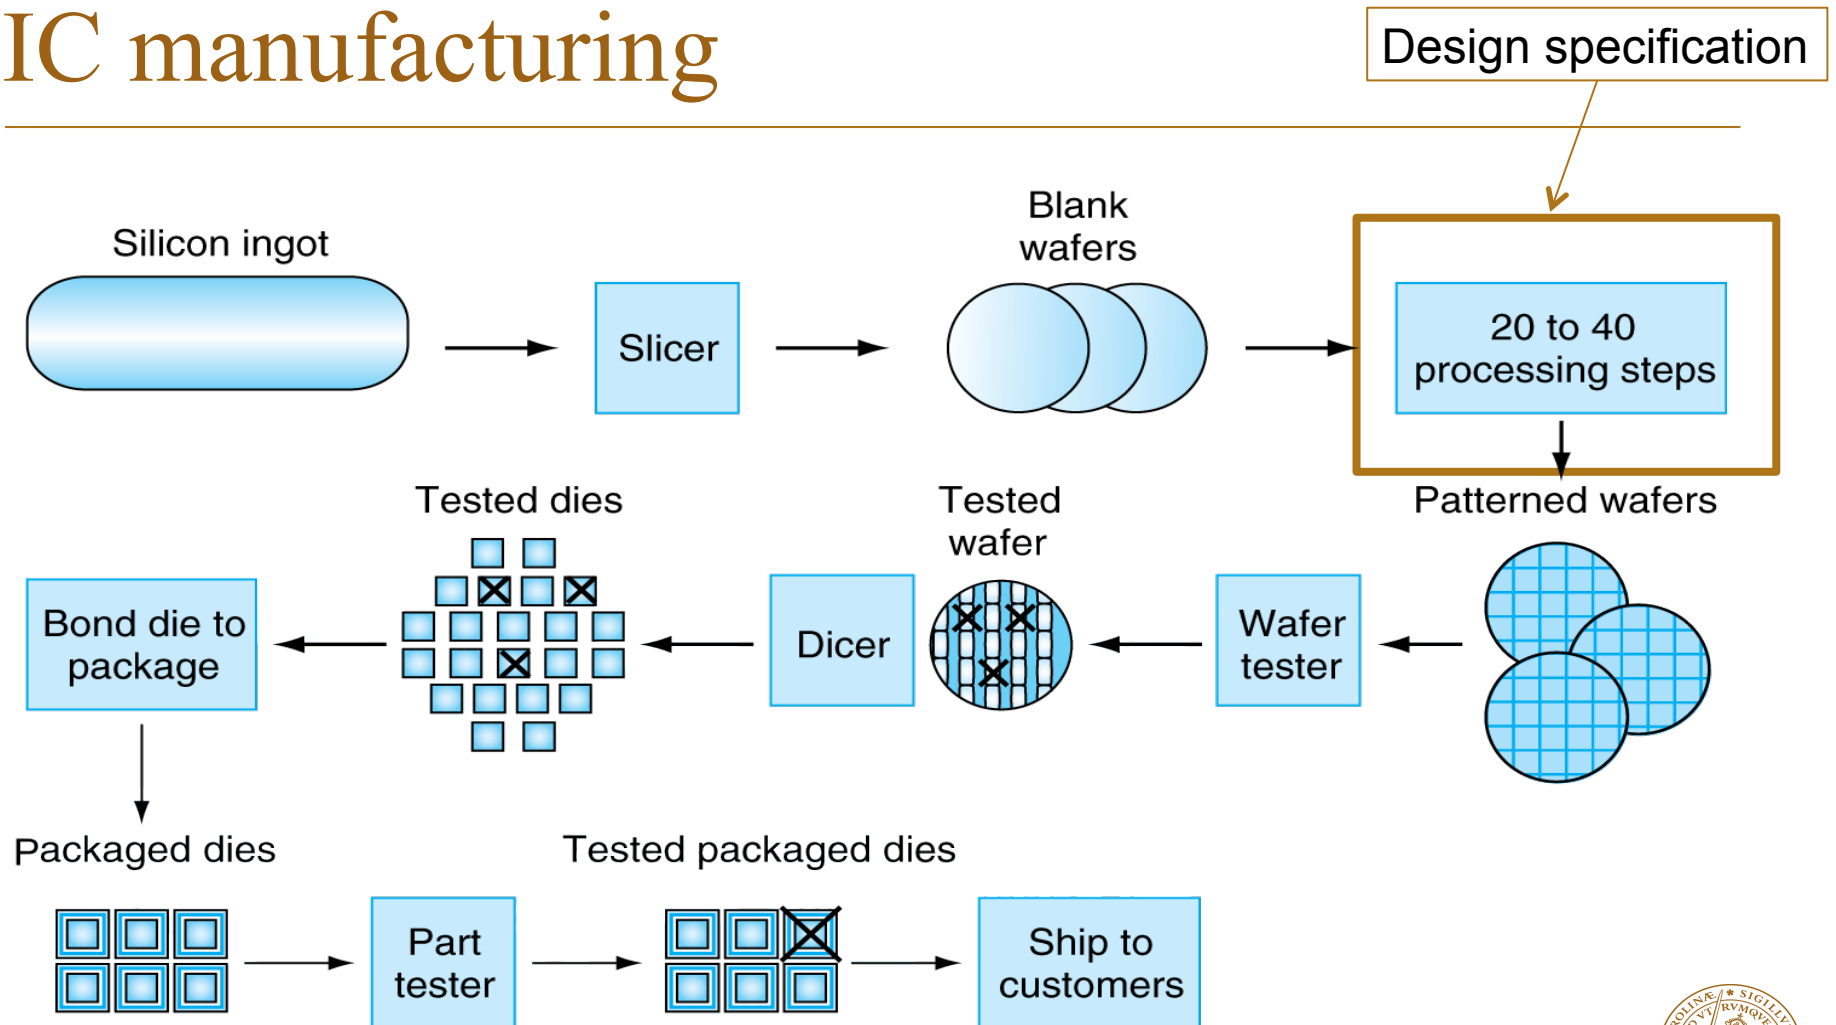 IC manufacturing
Design specification
Silicon ingot
Slicer
Blank
wafers
20 to 40
processing steps
Patterned wafers
Wafer
tester
Tested
wafer
Dicer
Tested dies
Bond die to
package
Packaged dies
Part
tester
Tested packaged dies
Ship to
customers